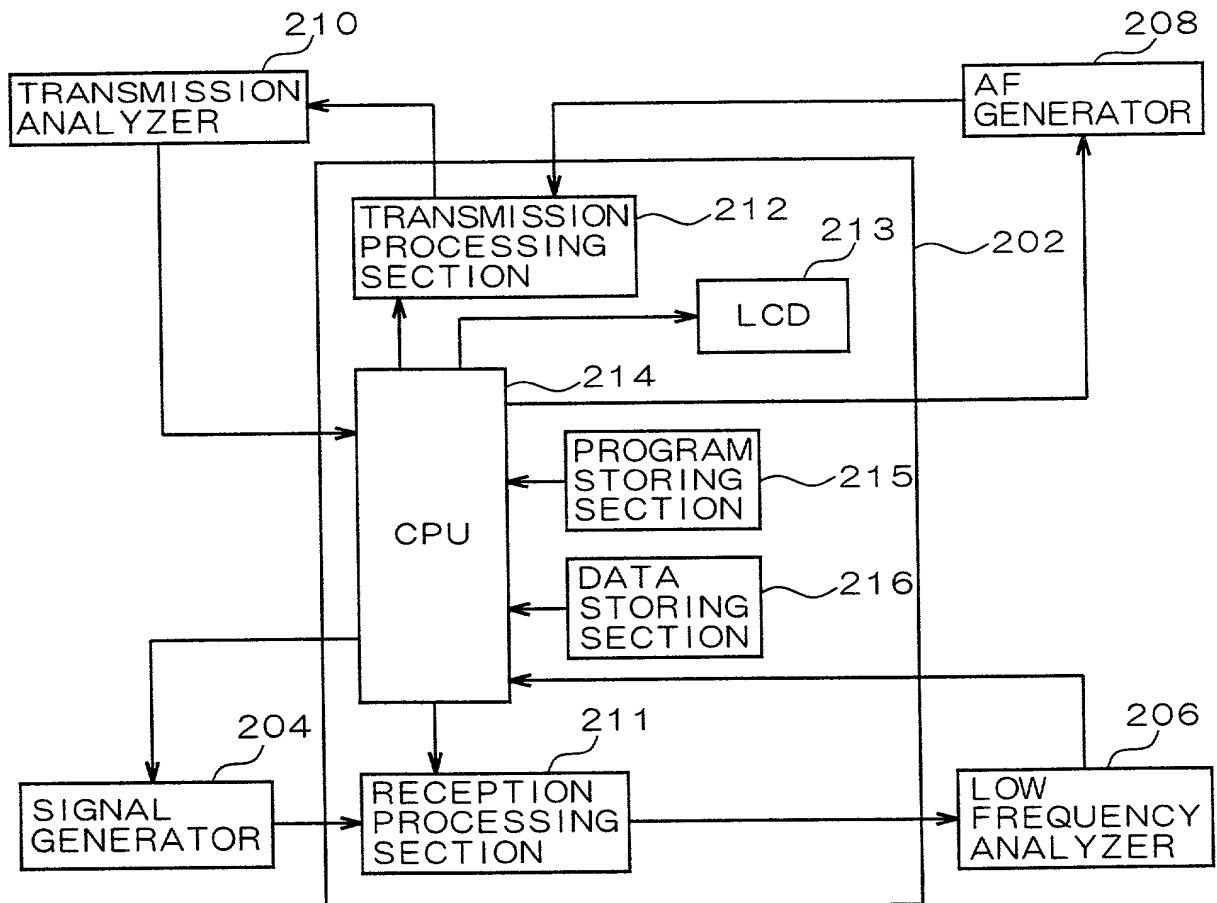 210
TRANSMISSION
ANALYZER
208
AF
GENERATOR
TRANSMISSION
PROCESSING
SECTION
212
213
202
LCD
214
CPU
PROGRAM
STORING
SECTION
215
DATA
STORING
SECTION
216
204
SIGNAL
GENERATOR
211
RECEPTION
PROCESSING
SECTION
206
LOW
FREQUENCY
ANALYZER